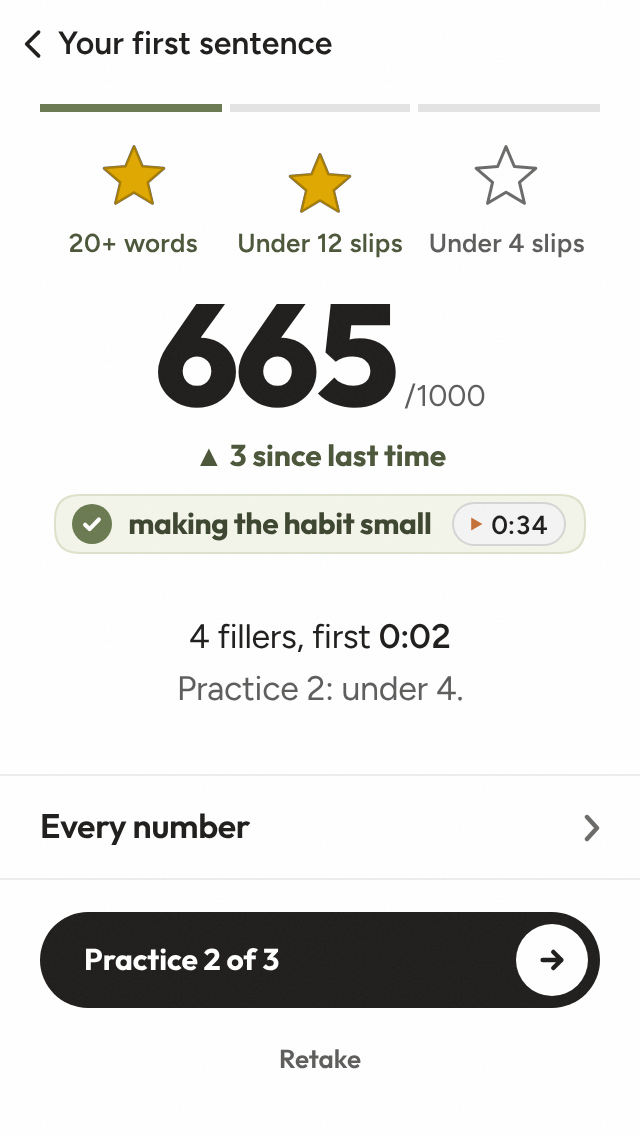 Your first sentence
20+ words
Under 12 slips
Under 4 slips
665/1000
▲ 3 since last time
making the habit small 0:34
4 fillers, first 0:02
Practice 2: under 4.
Every number
Practice 2 of 3
Retake